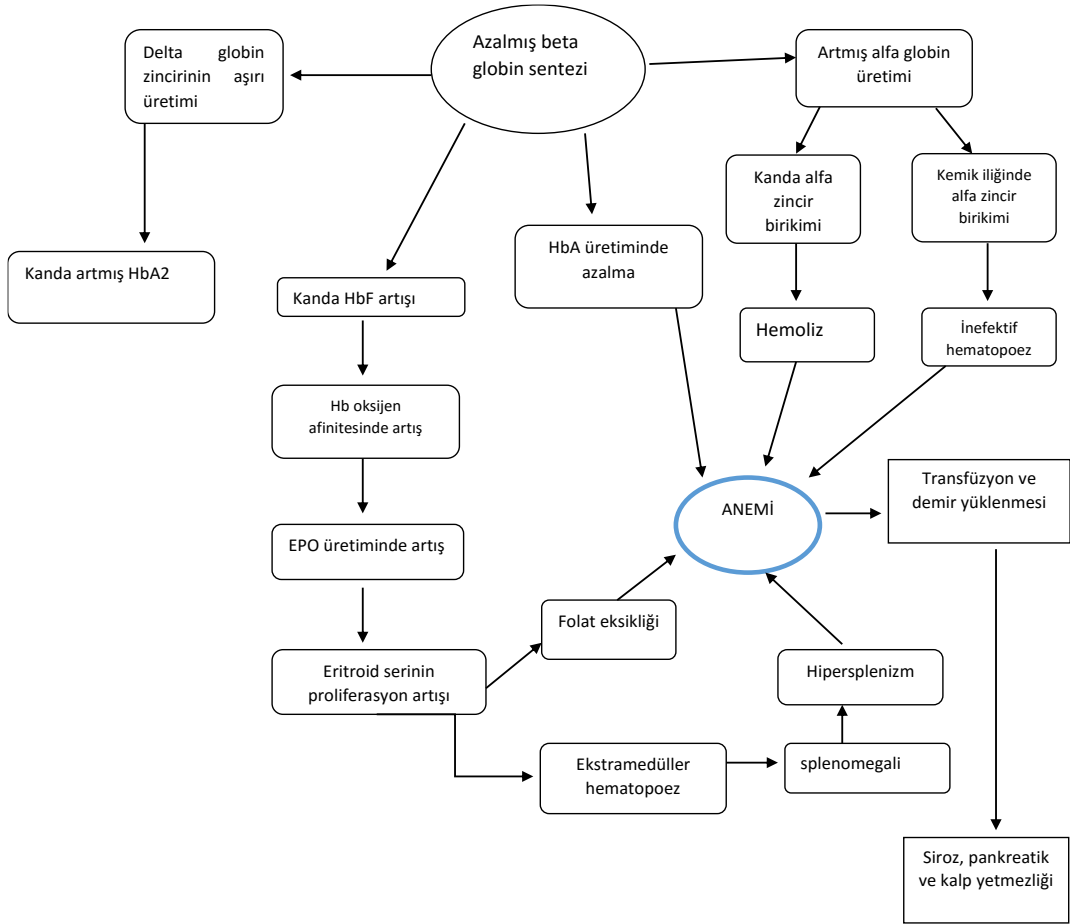 Delta globin
zincirinin aşırı
üretimi
Azalmış beta
globin sentezi
Artmış alfa globin
üretimi
Kanda alfa
zincir
birikimi
Kemik iliğinde
alfa zincir
birikimi
Kanda artmış HbA2
HbA üretiminde
azalma
Kanda HbF artışı
Hemoliz
İnefektif
hematopoez
Hb oksijen
afinitesinde artış
ANEMİ
Transfüzyon ve
demir yüklenmesi
EPO üretiminde artış
Folat eksikliği
Eritroid serinin
proliferasyon artışı
Hipersplenizm
Ekstramedüller
hematopoez
splenomegali
Siroz, pankreatik
ve kalp yetmezliği